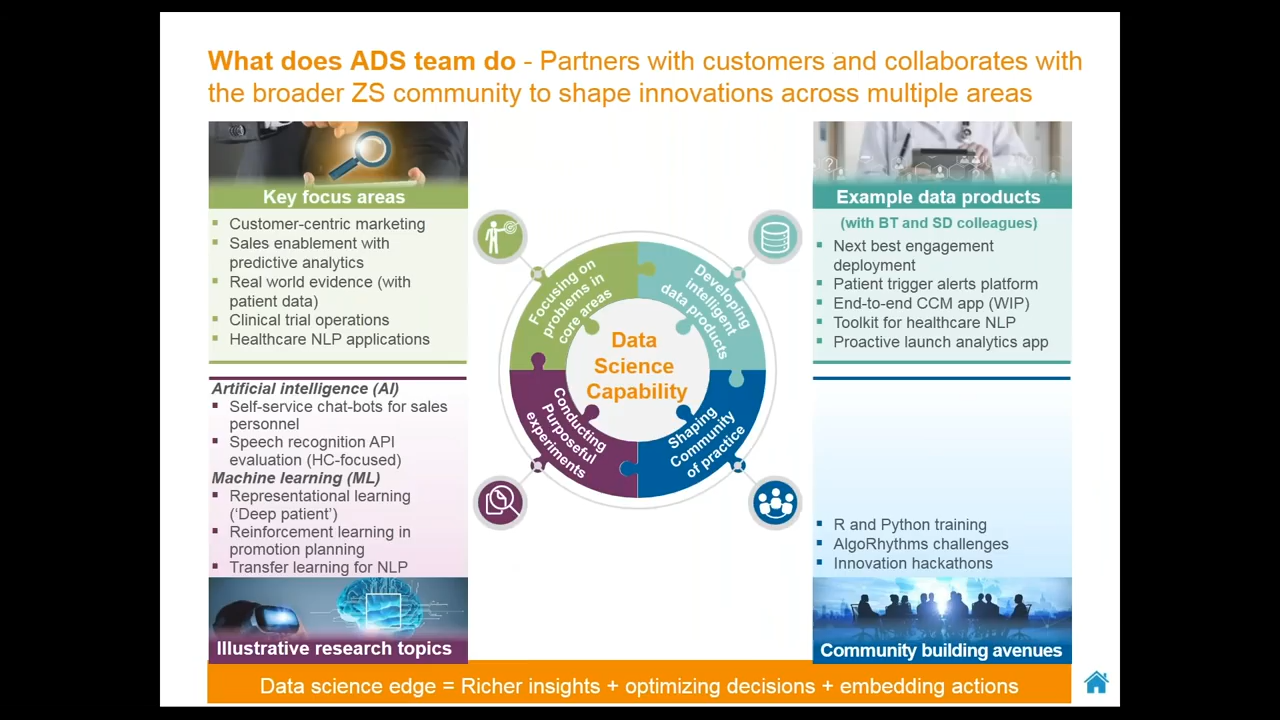 What does ADS team do - Partners with customers and collaborates with
the broader ZS community to shape innovations across multiple areas
Key focus areas
Customer-centric marketing
Sales enablement with
predictive analytics
Real world evidence (with
patient data)
Clinical trial operations
Healthcare NLP applications
Artificial intelligence (AI)
Self-service chat-bots for sales
personnel
Speech recognition API
evaluation (HC-focused)
Machine learning (ML)
Representational learning
(‘Deep patient’)
Reinforcement learning in
promotion planning
Transfer learning for NLP
Illustrative research topics
Focusing on
problems in
core areas
Developing
intelligent
data products
Data
Science
Capability
Conducting
Purposeful
experiments
Shaping
Community
of practice
Example data products
(with BT and SD colleagues)
Next best engagement
deployment
Patient trigger alerts platform
End-to-end CCM app (WIP)
Toolkit for healthcare NLP
Proactive launch analytics app
R and Python training
AlgoRhythms challenges
Innovation hackathons
Community building avenues
Data science edge = Richer insights + optimizing decisions + embedding actions